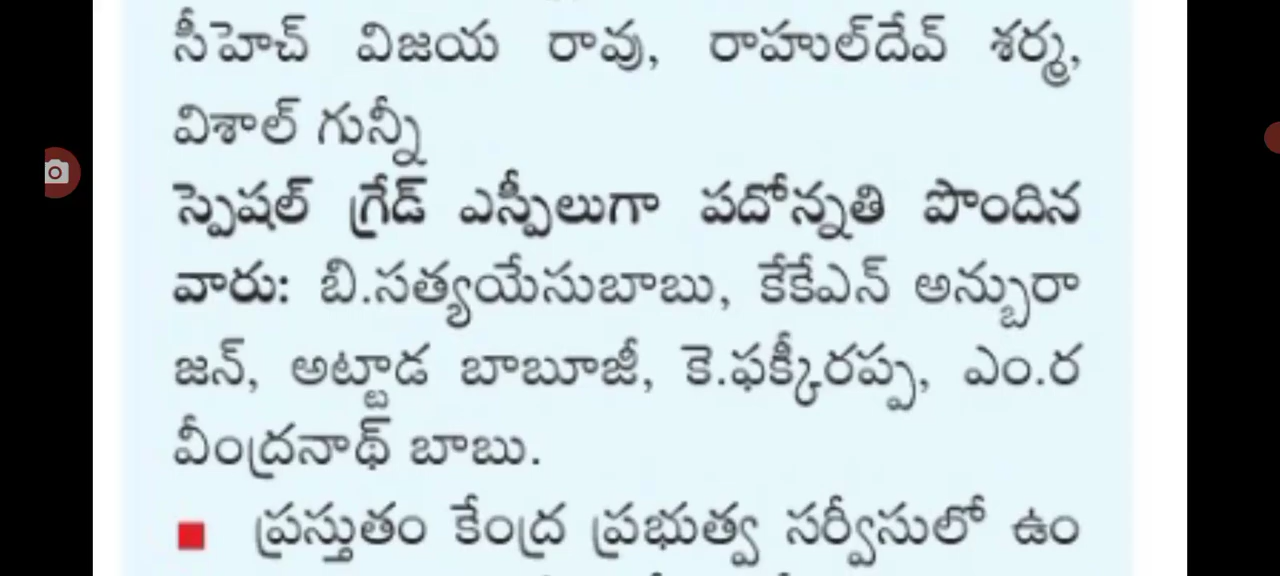 సీహెచ్ విజయ రావు, రాహుల్‌దేవ్ శర్మ,
విశాల్ గున్నీ
స్పెషల్ గ్రేడ్ ఎస్పీలుగా పదోన్నతి పొందిన
వారు: బి.సత్యయేసుబాబు, కేకేఎన్ అన్బురా
జన్, అట్టాడ బాబూజీ, కె.ఫక్కీరప్ప, ఎం.ర
వీంద్రనాథ్ బాబు.
ప్రస్తుతం కేంద్ర ప్రభుత్వ సర్వీసులో ఉం